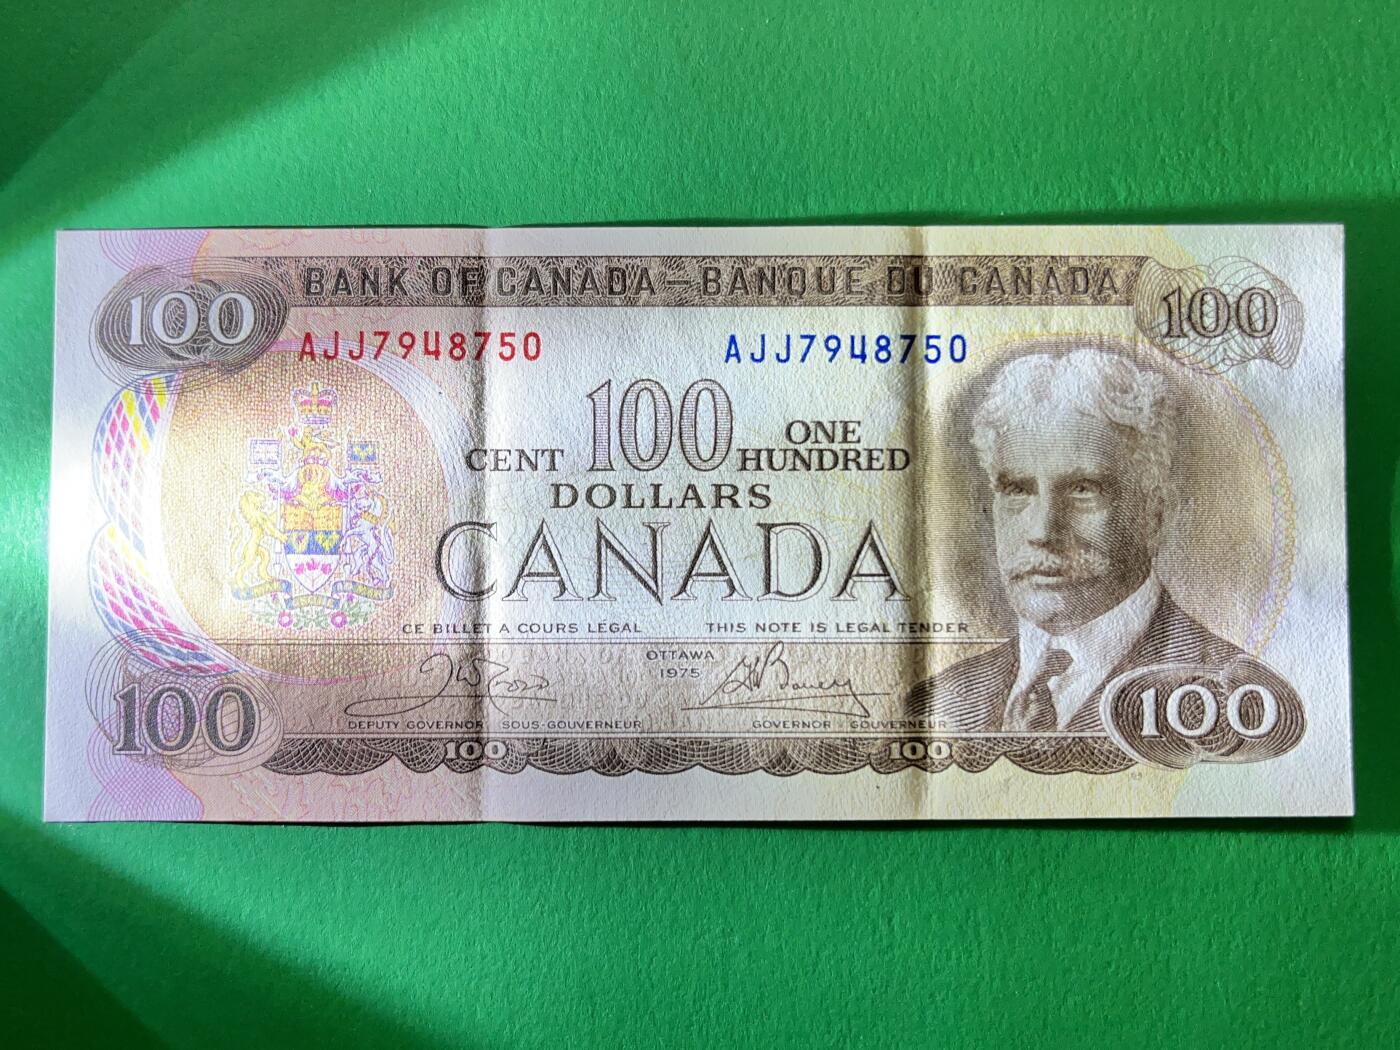 BANK OF CANADA – BANQUE DU CANADA
100
100
AJJ7948750
AJJ7948750
CENT 100 ONE HUNDRED
DOLLARS
CANADA
CE BILLET A COURS LEGAL
THIS NOTE IS LEGAL TENDER
OTTAWA
1975
DEPUTY GOVERNOR SOUS-GOUVERNEUR
GOVERNOR GOUVERNEUR
100
100
100
100